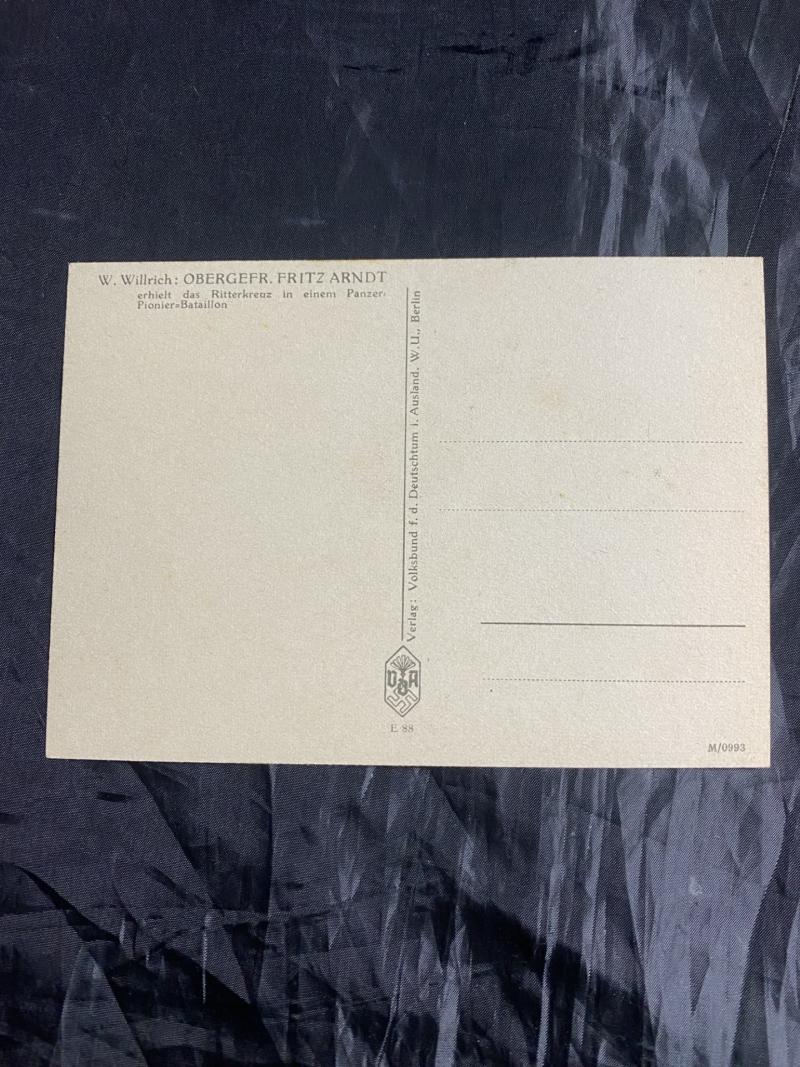 W. Willrich: OBERGEFR. FRITZ ARNDT
erhielt das Ritterkreuz in einem Panzer-
Pionier=Bataillon
Verlag: Volksbund f. d. Deutschtum i. Ausland, W. U., Berlin
VDA
E 88
M/0993